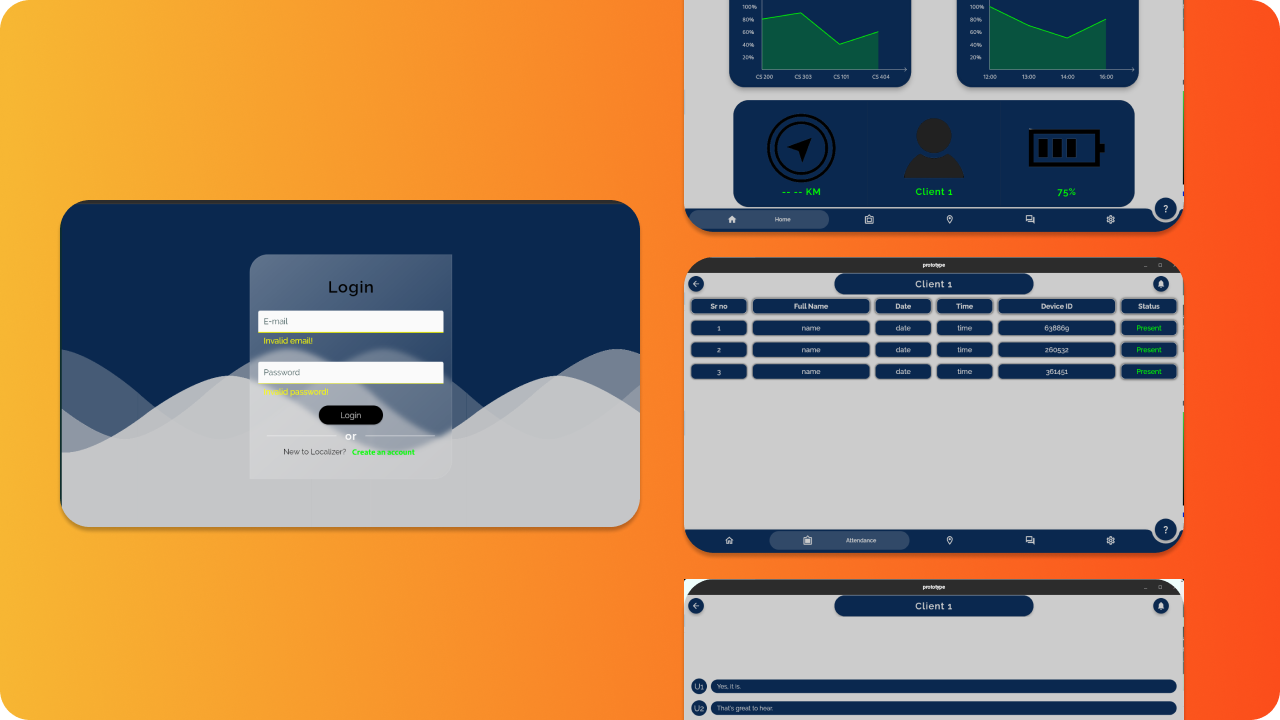 Login
E-mail
Invalid email!
Password
Invalid password!
Login
or
New to Localizer? Create an account
100%
80%
60%
40%
20%
CS 200 CS 303 CS 101 CS 404
100%
80%
60%
40%
20%
12:00 13:00 14:00 16:00
-- -- KM
Client 1
75%
Home
?
prototype
Client 1
Sr no Full Name Date Time Device ID Status
1 name date time 638869 Present
2 name date time 260532 Present
3 name date time 361451 Present
Attendance
?
prototype
Client 1
U1 Yes, it is.
U2 That's great to hear.